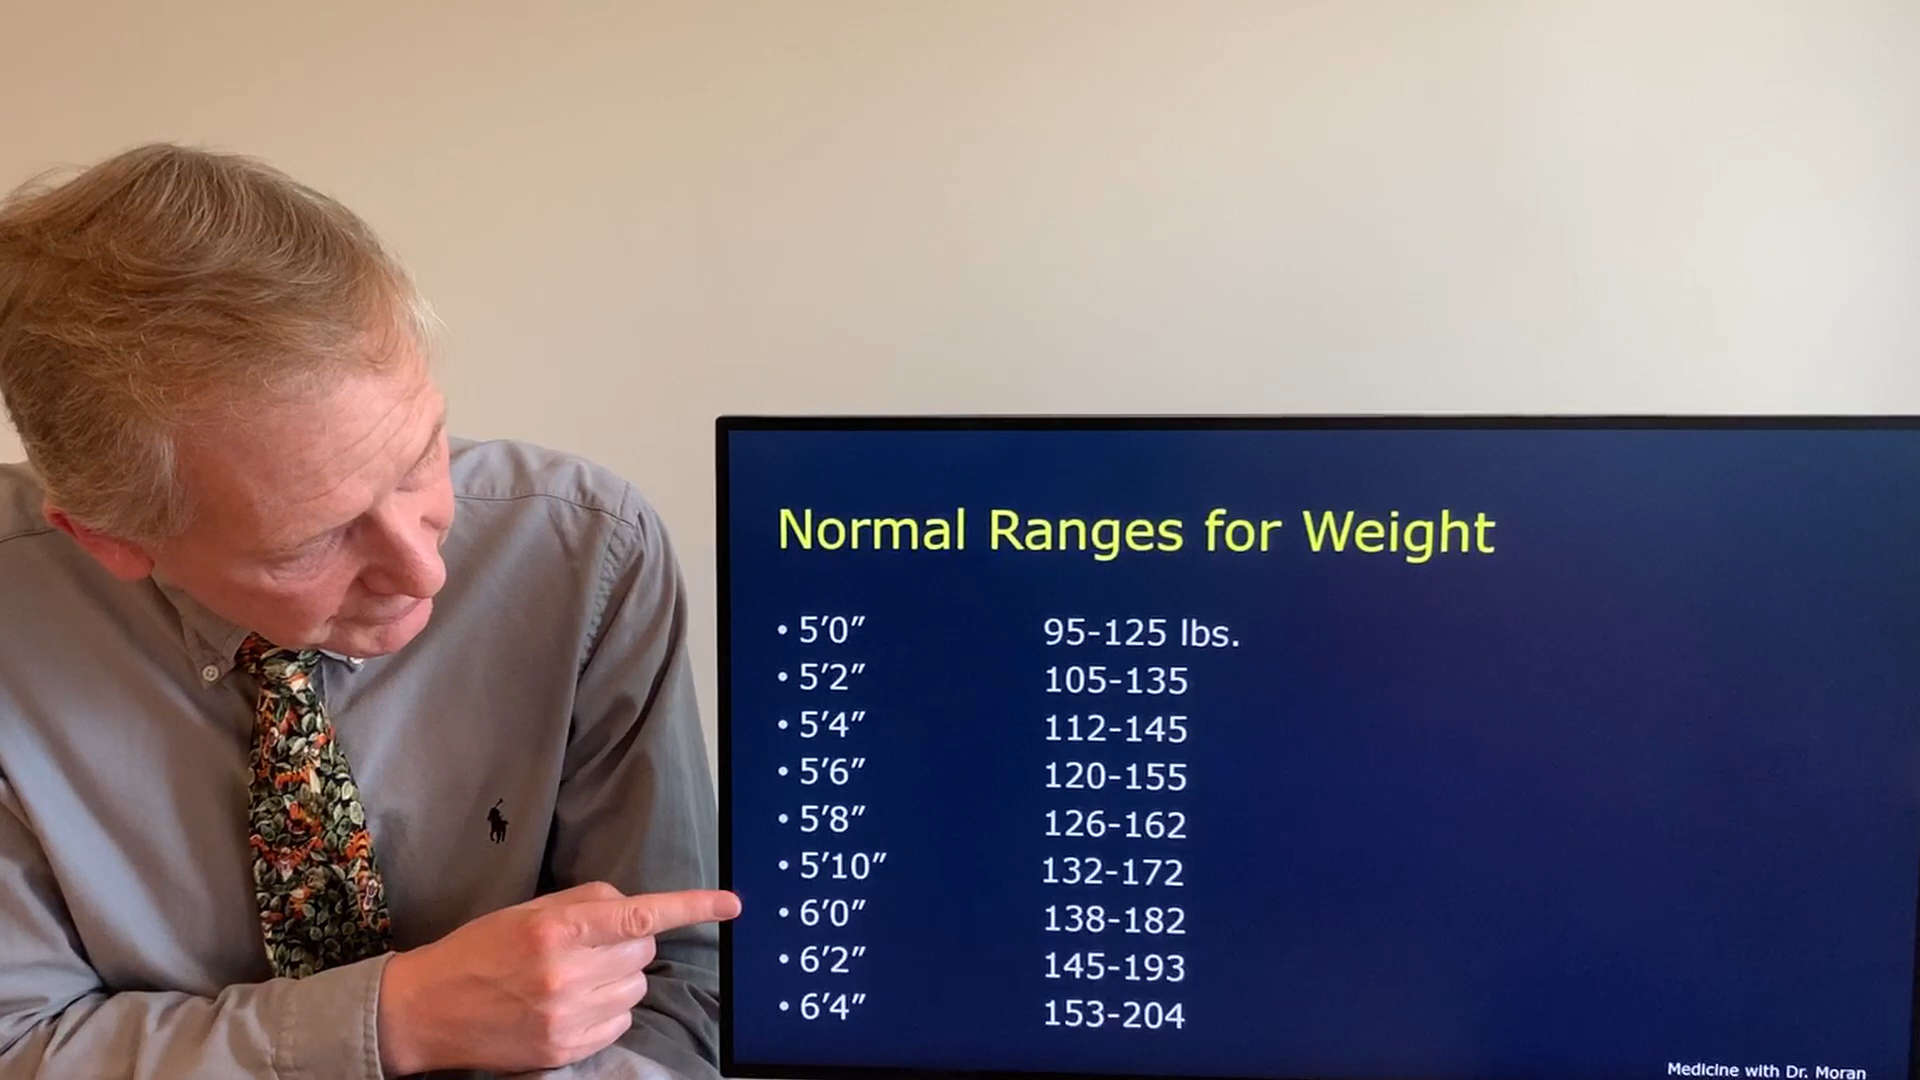 Normal Ranges for Weight
• 5’0” 95-125 lbs.
• 5’2” 105-135
• 5’4” 112-145
• 5’6” 120-155
• 5’8” 126-162
• 5’10” 132-172
• 6’0” 138-182
• 6’2” 145-193
• 6’4” 153-204
Medicine with Dr. Moran